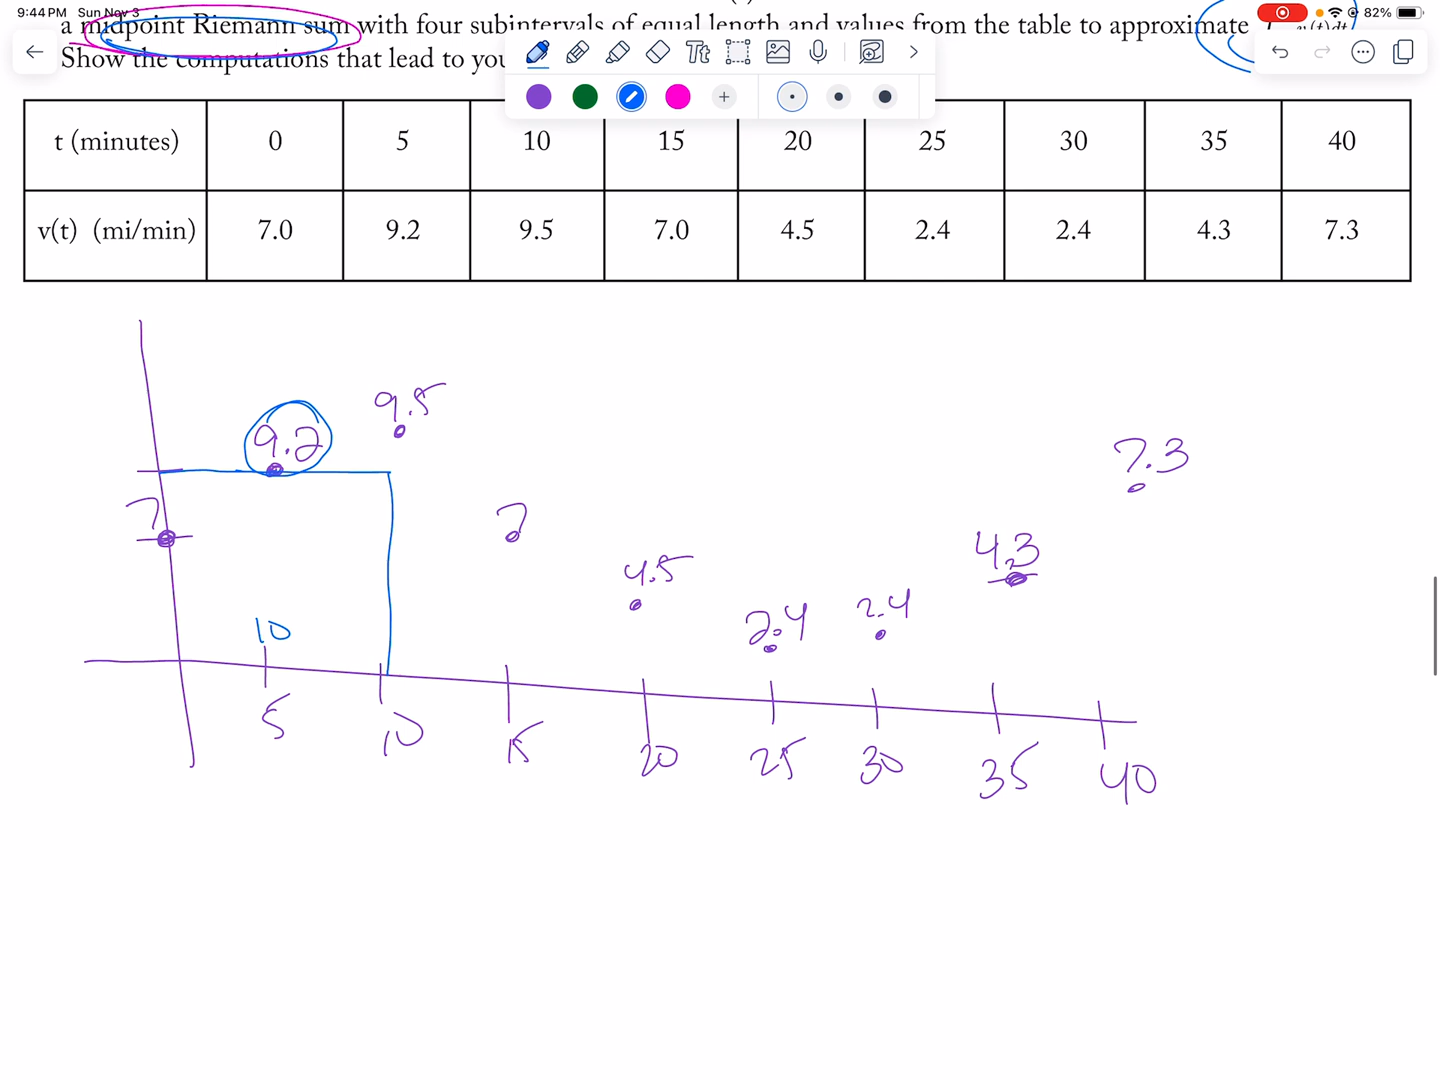 9:44 PM Sun Nov 3 82%
a midpoint Riemann sum with four subintervals of equal length and values from the table to approximate
Show the computations that lead to you
Tt
t (minutes) 0 5 10 15 20 25 30 35 40
v(t) (mi/min) 7.0 9.2 9.5 7.0 4.5 2.4 2.4 4.3 7.3
9.5
9.2
7.3
7
7
4.3
4.5
2.4
2.4
10
5 10 15 20 25 30 35 40